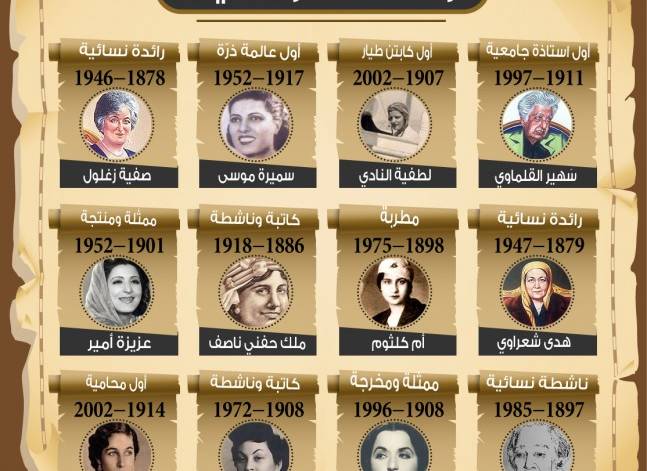 أول استاذة جامعية
1997–1911
سهير القلماوي
أول كابتن طيار
2002–1907
لطفية النادي
أول عالمة ذرّة
1952–1917
سميرة موسى
رائدة نسائية
1946–1878
صفية زغلول
رائدة نسائية
1947–1879
هدى شعراوي
مطربة
1975–1898
أم كلثوم
كاتبة وناشطة
1918–1886
ملك حفني ناصف
ممثلة ومنتجة
1952–1901
عزيزة أمير
ناشطة نسائية
1985–1897
ممثلة ومخرجة
1996–1908
كاتبة وناشطة
1972–1908
أول محامية
2002–1914